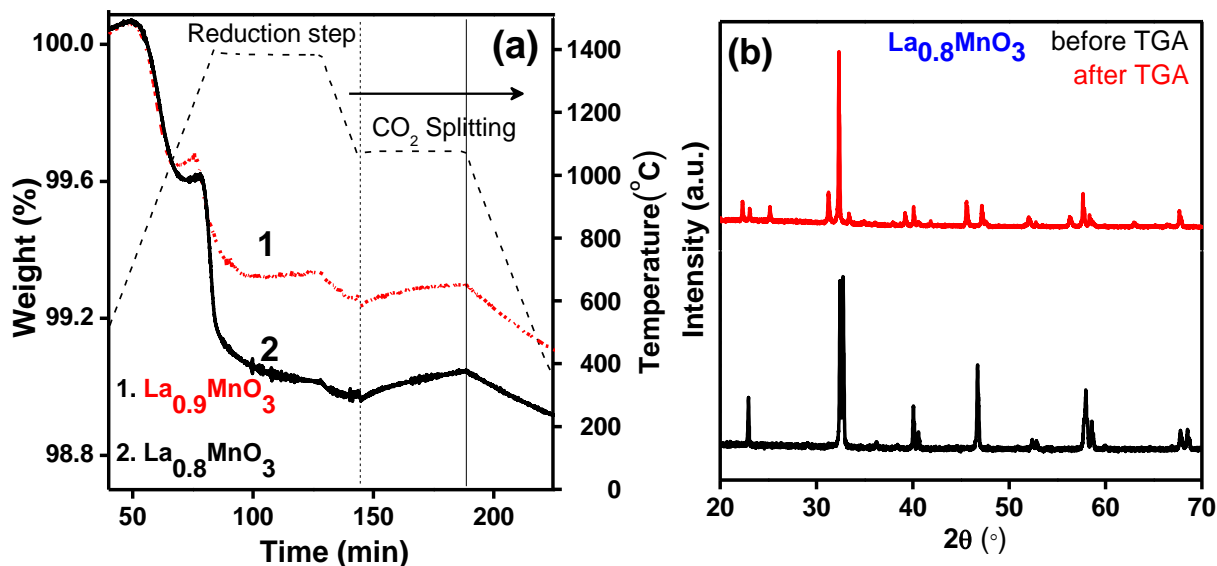 (a)
Reduction step
CO2 Splitting
1
2
1. La0.9MnO3
2. La0.8MnO3
Weight (%)
100.0
99.6
99.2
98.8
50 100 150 200
Time (min)
1400
1200
1000
800
600
400
200
0
Temperature(°C)
(b)
La0.8MnO3
before TGA
after TGA
Intensity (a.u.)
20 30 40 50 60 70
2θ (°)